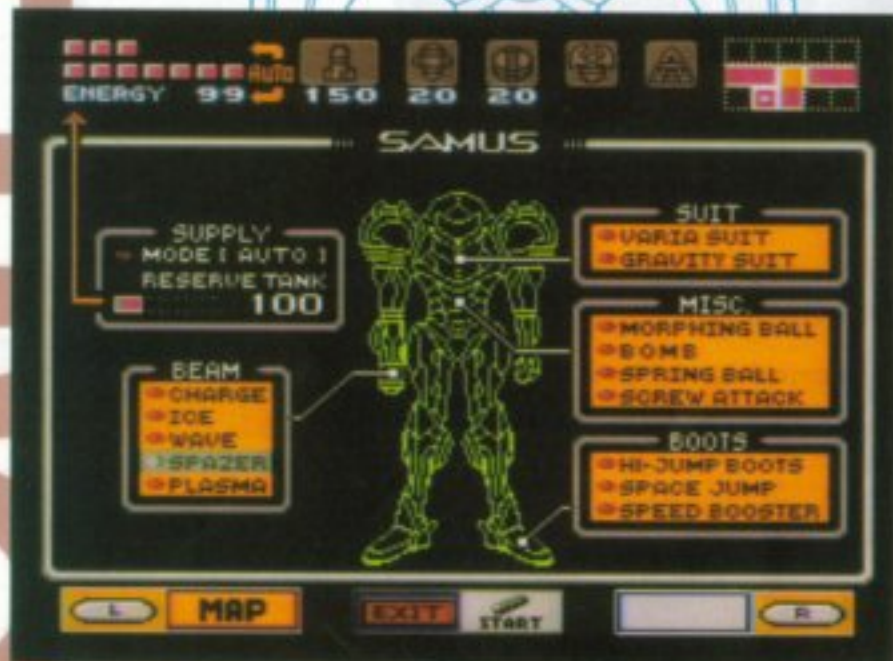 AUTO
ENERGY 99 150 20 20
SAMUS
SUPPLY
MODE [ AUTO ]
RESERVE TANK
100
BEAM
CHARGE
ICE
WAVE
SPAZER
PLASMA
SUIT
VARIA SUIT
GRAVITY SUIT
MISC.
MORPHING BALL
BOMB
SPRING BALL
SCREW ATTACK
BOOTS
HI-JUMP BOOTS
SPACE JUMP
SPEED BOOSTER
L MAP EXIT START R